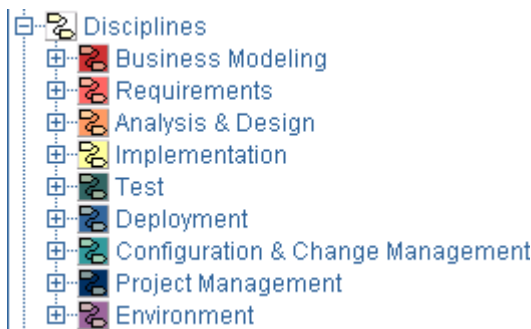 Disciplines
Business Modeling
Requirements
Analysis & Design
Implementation
Test
Deployment
Configuration & Change Management
Project Management
Environment